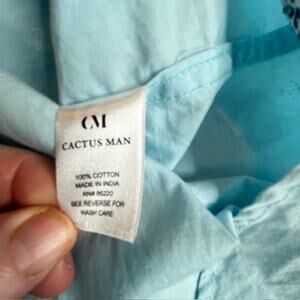 CM
CACTUS MAN
100% COTTON
MADE IN INDIA
RN# 86220
SEE REVERSE FOR
WASH CARE